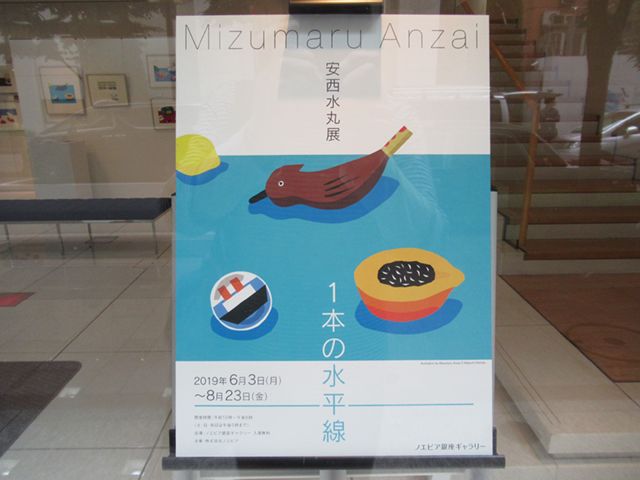 Mizumaru Anzai
安西水丸展
1本の水平線
2019年6月3日(月)
〜8月23日(金)
ノエビア銀座ギャラリー